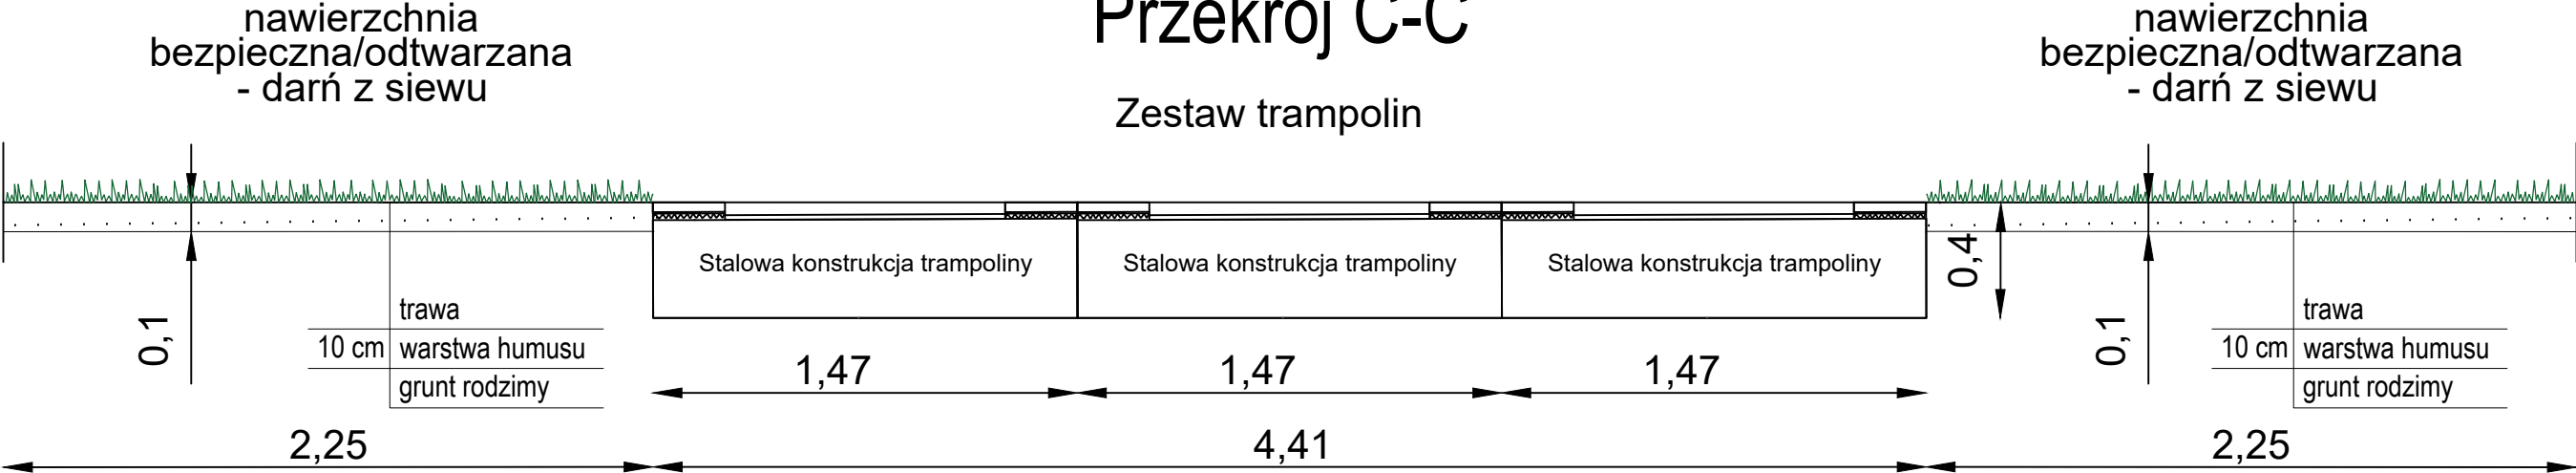 nawierzchnia
bezpieczna/odtwarzana
- darń z siewu
Przekrój C-C
Zestaw trampolin
nawierzchnia
bezpieczna/odtwarzana
- darń z siewu
Stalowa konstrukcja trampoliny
Stalowa konstrukcja trampoliny
Stalowa konstrukcja trampoliny
0,4
0,1
trawa
10 cm warstwa humusu
grunt rodzimy
1,47
1,47
1,47
0,1
trawa
10 cm warstwa humusu
grunt rodzimy
2,25
4,41
2,25